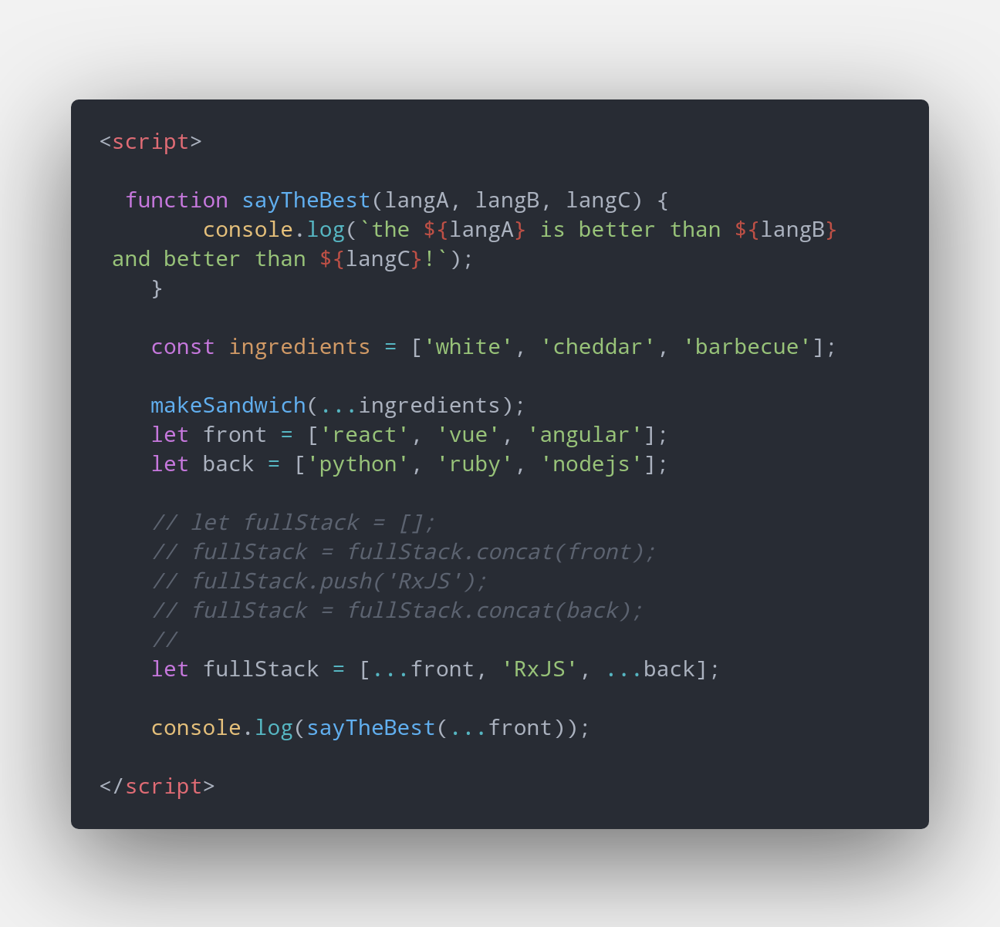 <script>
function sayTheBest(langA, langB, langC) {
console.log(`the ${langA} is better than ${langB}
and better than ${langC}!`);
}
const ingredients = ['white', 'cheddar', 'barbecue'];
makeSandwich(...ingredients);
let front = ['react', 'vue', 'angular'];
let back = ['python', 'ruby', 'nodejs'];
// let fullStack = [];
// fullStack = fullStack.concat(front);
// fullStack.push('RxJS');
// fullStack = fullStack.concat(back);
//
let fullStack = [...front, 'RxJS', ...back];
console.log(sayTheBest(...front));
</script>